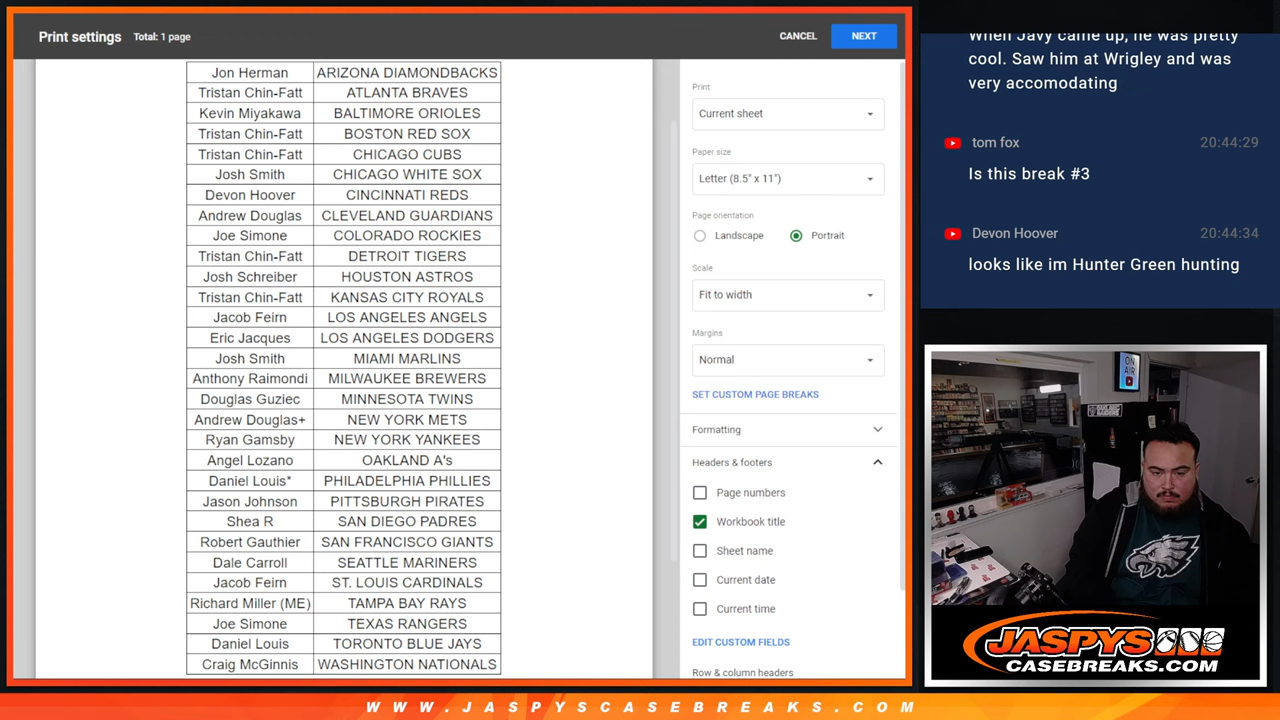 Print settings Total: 1 page CANCEL NEXT
Jon Herman ARIZONA DIAMONDBACKS
Tristan Chin-Fatt ATLANTA BRAVES
Kevin Miyakawa BALTIMORE ORIOLES
Tristan Chin-Fatt BOSTON RED SOX
Tristan Chin-Fatt CHICAGO CUBS
Josh Smith CHICAGO WHITE SOX
Devon Hoover CINCINNATI REDS
Andrew Douglas CLEVELAND GUARDIANS
Joe Simone COLORADO ROCKIES
Tristan Chin-Fatt DETROIT TIGERS
Josh Schreiber HOUSTON ASTROS
Tristan Chin-Fatt KANSAS CITY ROYALS
Jacob Feirn LOS ANGELES ANGELS
Eric Jacques LOS ANGELES DODGERS
Josh Smith MIAMI MARLINS
Anthony Raimondi MILWAUKEE BREWERS
Douglas Guziec MINNESOTA TWINS
Andrew Douglas+ NEW YORK METS
Ryan Gamsby NEW YORK YANKEES
Angel Lozano OAKLAND A's
Daniel Louis* PHILADELPHIA PHILLIES
Jason Johnson PITTSBURGH PIRATES
Shea R SAN DIEGO PADRES
Robert Gauthier SAN FRANCISCO GIANTS
Dale Carroll SEATTLE MARINERS
Jacob Feirn ST. LOUIS CARDINALS
Richard Miller (ME) TAMPA BAY RAYS
Joe Simone TEXAS RANGERS
Daniel Louis TORONTO BLUE JAYS
Craig McGinnis WASHINGTON NATIONALS
Print
Current sheet
Paper size
Letter (8.5" x 11")
Page orientation
Landscape Portrait
Scale
Fit to width
Margins
Normal
SET CUSTOM PAGE BREAKS
Formatting
Headers & footers
Page numbers
Workbook title
Sheet name
Current date
Current time
EDIT CUSTOM FIELDS
Row & column headers
When Javy came up, he was pretty
cool. Saw him at Wrigley and was
very accomodating
tom fox 20:44:29
Is this break #3
Devon Hoover 20:44:34
looks like im Hunter Green hunting
ON
AIR
JASPYS
CASEBREAKS.COM
WWW.JASPYSCASEBREAKS.COM